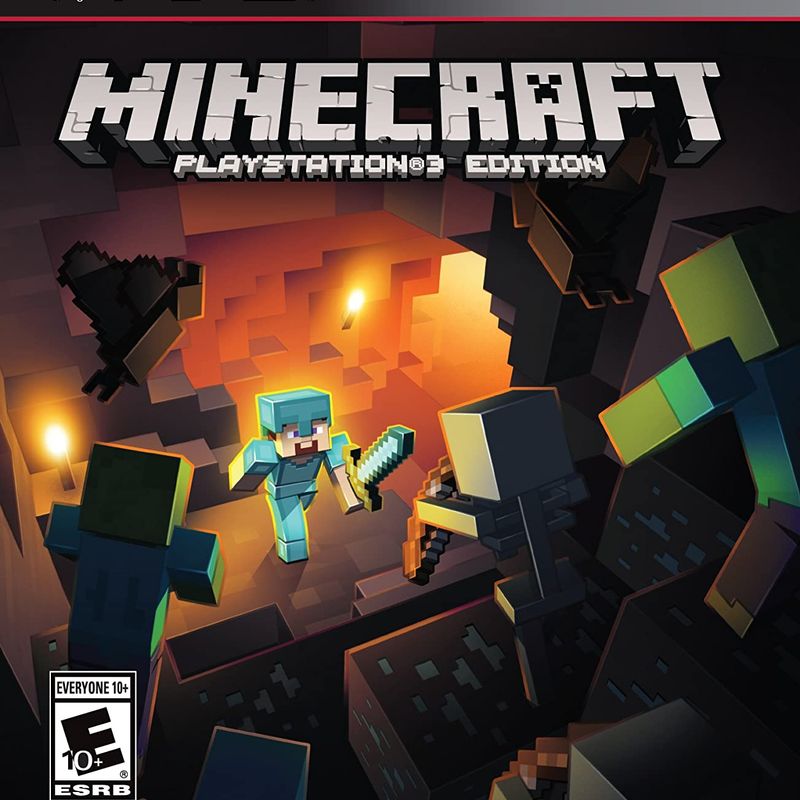 MINECRAFT
PLAYSTATION®3 EDITION
EVERYONE 10+
E
10+
®
ESRB